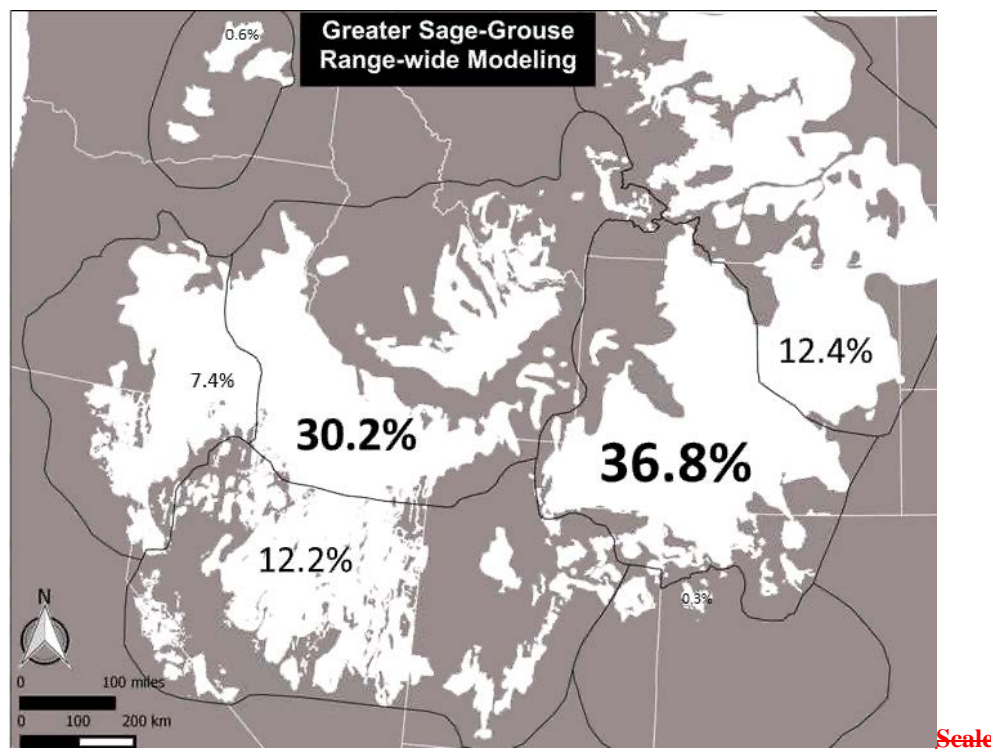 Greater Sage-Grouse
Range-wide Modeling
0.6%
12.4%
7.4%
30.2%
36.8%
12.2%
0.3%
N
0 100 miles
0 100 200 km
Scale